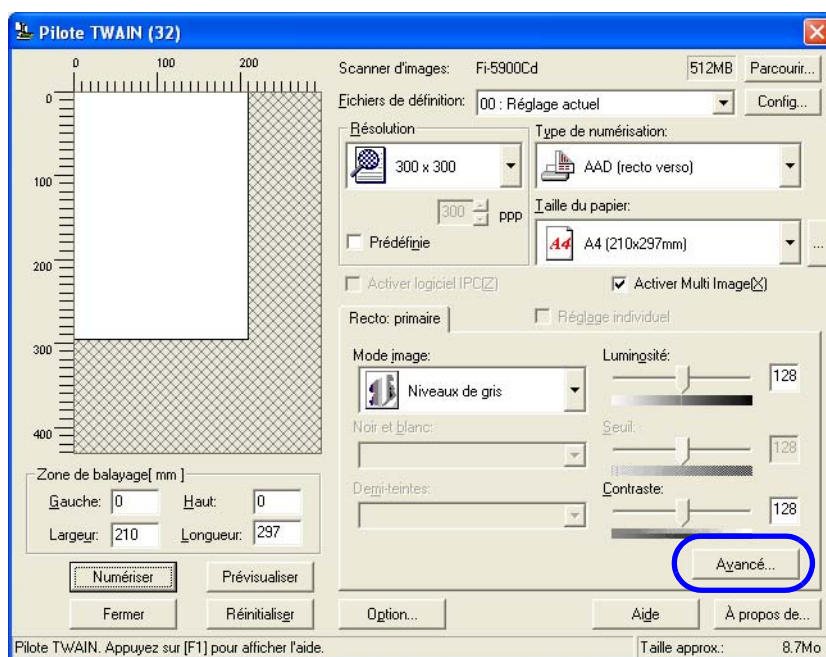 Pilote TWAIN (32)
0 100 200
0
100
200
300
400
Scanner d'images: Fi-5900Cd 512MB Parcourir...
Fichiers de définition: 00 : Réglage actuel Config...
Résolution
300 x 300
300 ppp
Prédéfinie
Type de numérisation:
AAD (recto verso)
Taille du papier:
A4 A4 (210x297mm) ...
Activer logiciel IPC(Z) Activer Multi Image(X)
Recto: primaire Réglage individuel
Mode image:
Niveaux de gris
Noir et blanc:
Demi-teintes:
Luminosité:
128
Seuil:
128
Contraste:
128
Avancé...
Zone de balayage[ mm ]
Gauche: 0 Haut: 0
Largeur: 210 Longueur: 297
Numériser Prévisualiser
Fermer Réinitialiser Option... Aide À propos de...
Pilote TWAIN. Appuyez sur [F1] pour afficher l'aide. Taille approx.: 8.7Mo